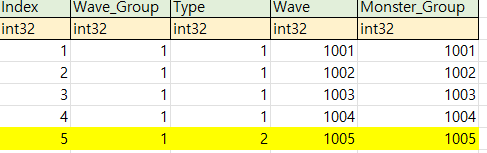 Index Wave_Group Type Wave Monster_Group
int32 int32 int32 int32 int32
1 1 1 1001 1001
2 1 1 1002 1002
3 1 1 1003 1003
4 1 1 1004 1004
5 1 2 1005 1005